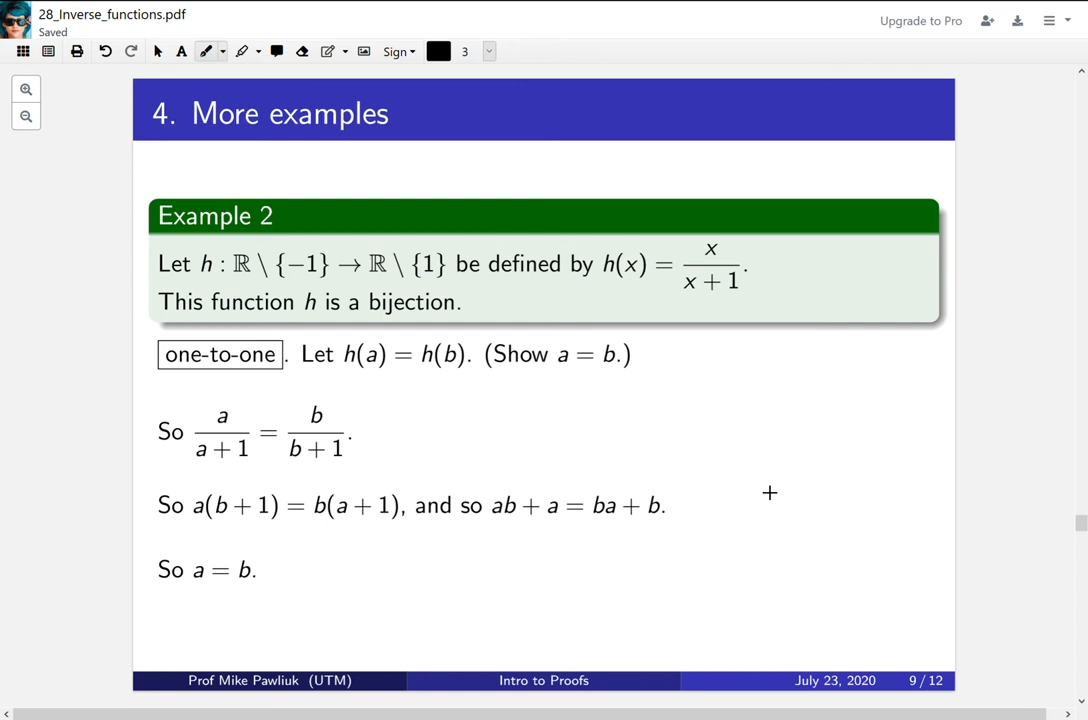 28_Inverse_functions.pdf
Saved
Upgrade to Pro
A
Sign
3
4. More examples
Example 2
Let h : ℝ \ {−1} → ℝ \ {1} be defined by h(x) = x / (x + 1).
This function h is a bijection.
one-to-one. Let h(a) = h(b). (Show a = b.)
So a / (a + 1) = b / (b + 1).
So a(b + 1) = b(a + 1), and so ab + a = ba + b.
So a = b.
Prof Mike Pawliuk (UTM) Intro to Proofs July 23, 2020 9 / 12